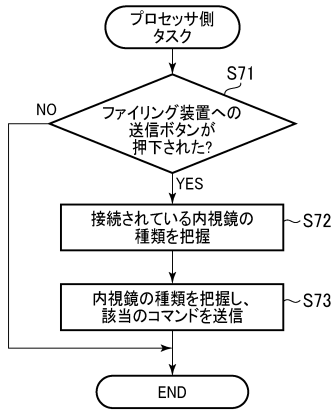 プロセッサ側
タスク
S71
ファイリング装置への
送信ボタンが
押下された?
NO
YES
接続されている内視鏡の
種類を把握
S72
内視鏡の種類を把握し、
該当のコマンドを送信
S73
END